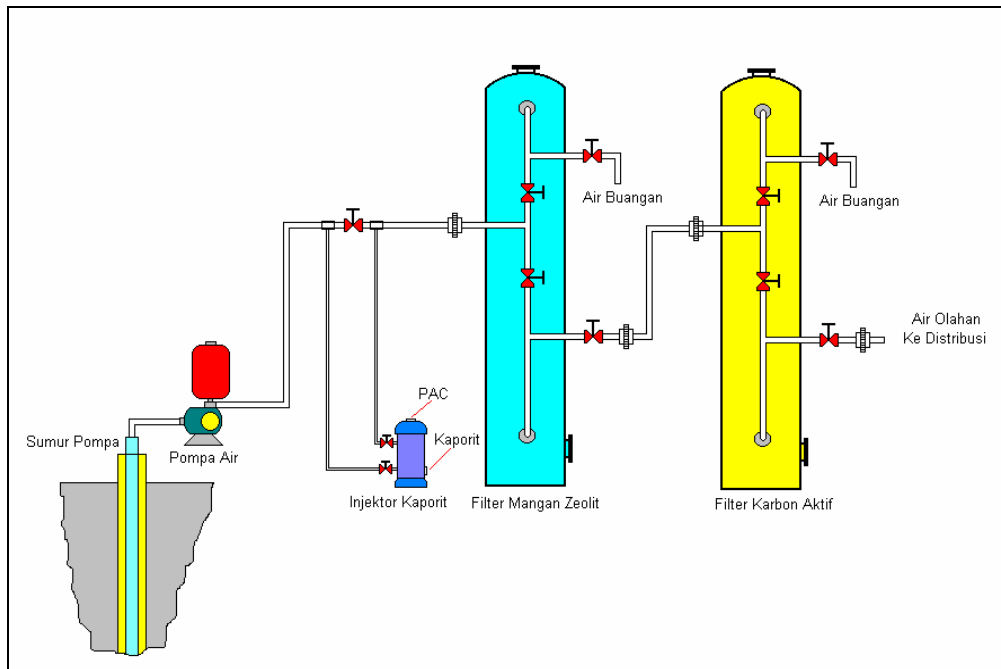 Air Buangan
Air Buangan
Air Olahan
Ke Distribusi
PAC
Kaporit
Sumur Pompa
Pompa Air
Injektor Kaporit
Filter Mangan Zeolit
Filter Karbon Aktif